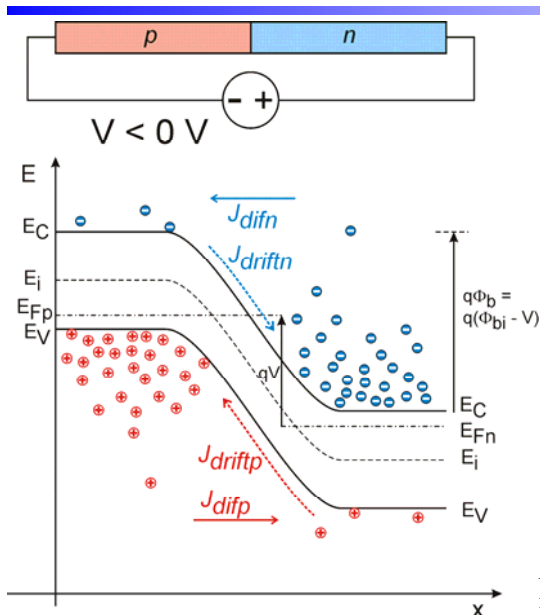 p n
- +
V < 0 V
E
J_difn
E_C
J_driftn
E_i
qΦ_b =
q(Φ_bi - V)
E_Fp
E_V
qV
E_C
E_Fn
E_i
J_driftp
J_difp
E_V
x